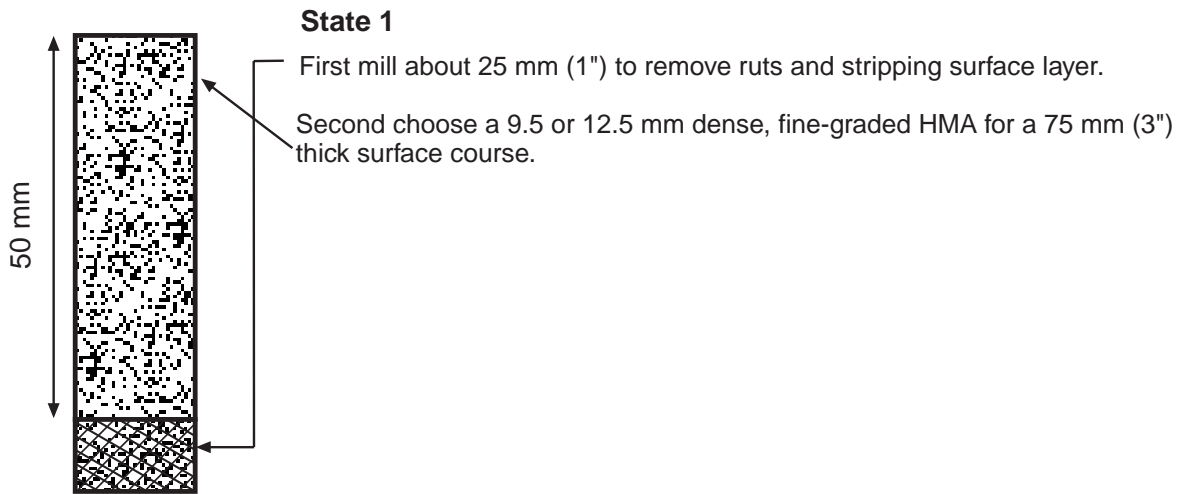 State 1
First mill about 25 mm (1") to remove ruts and stripping surface layer.
Second choose a 9.5 or 12.5 mm dense, fine-graded HMA for a 75 mm (3")
thick surface course.
50 mm